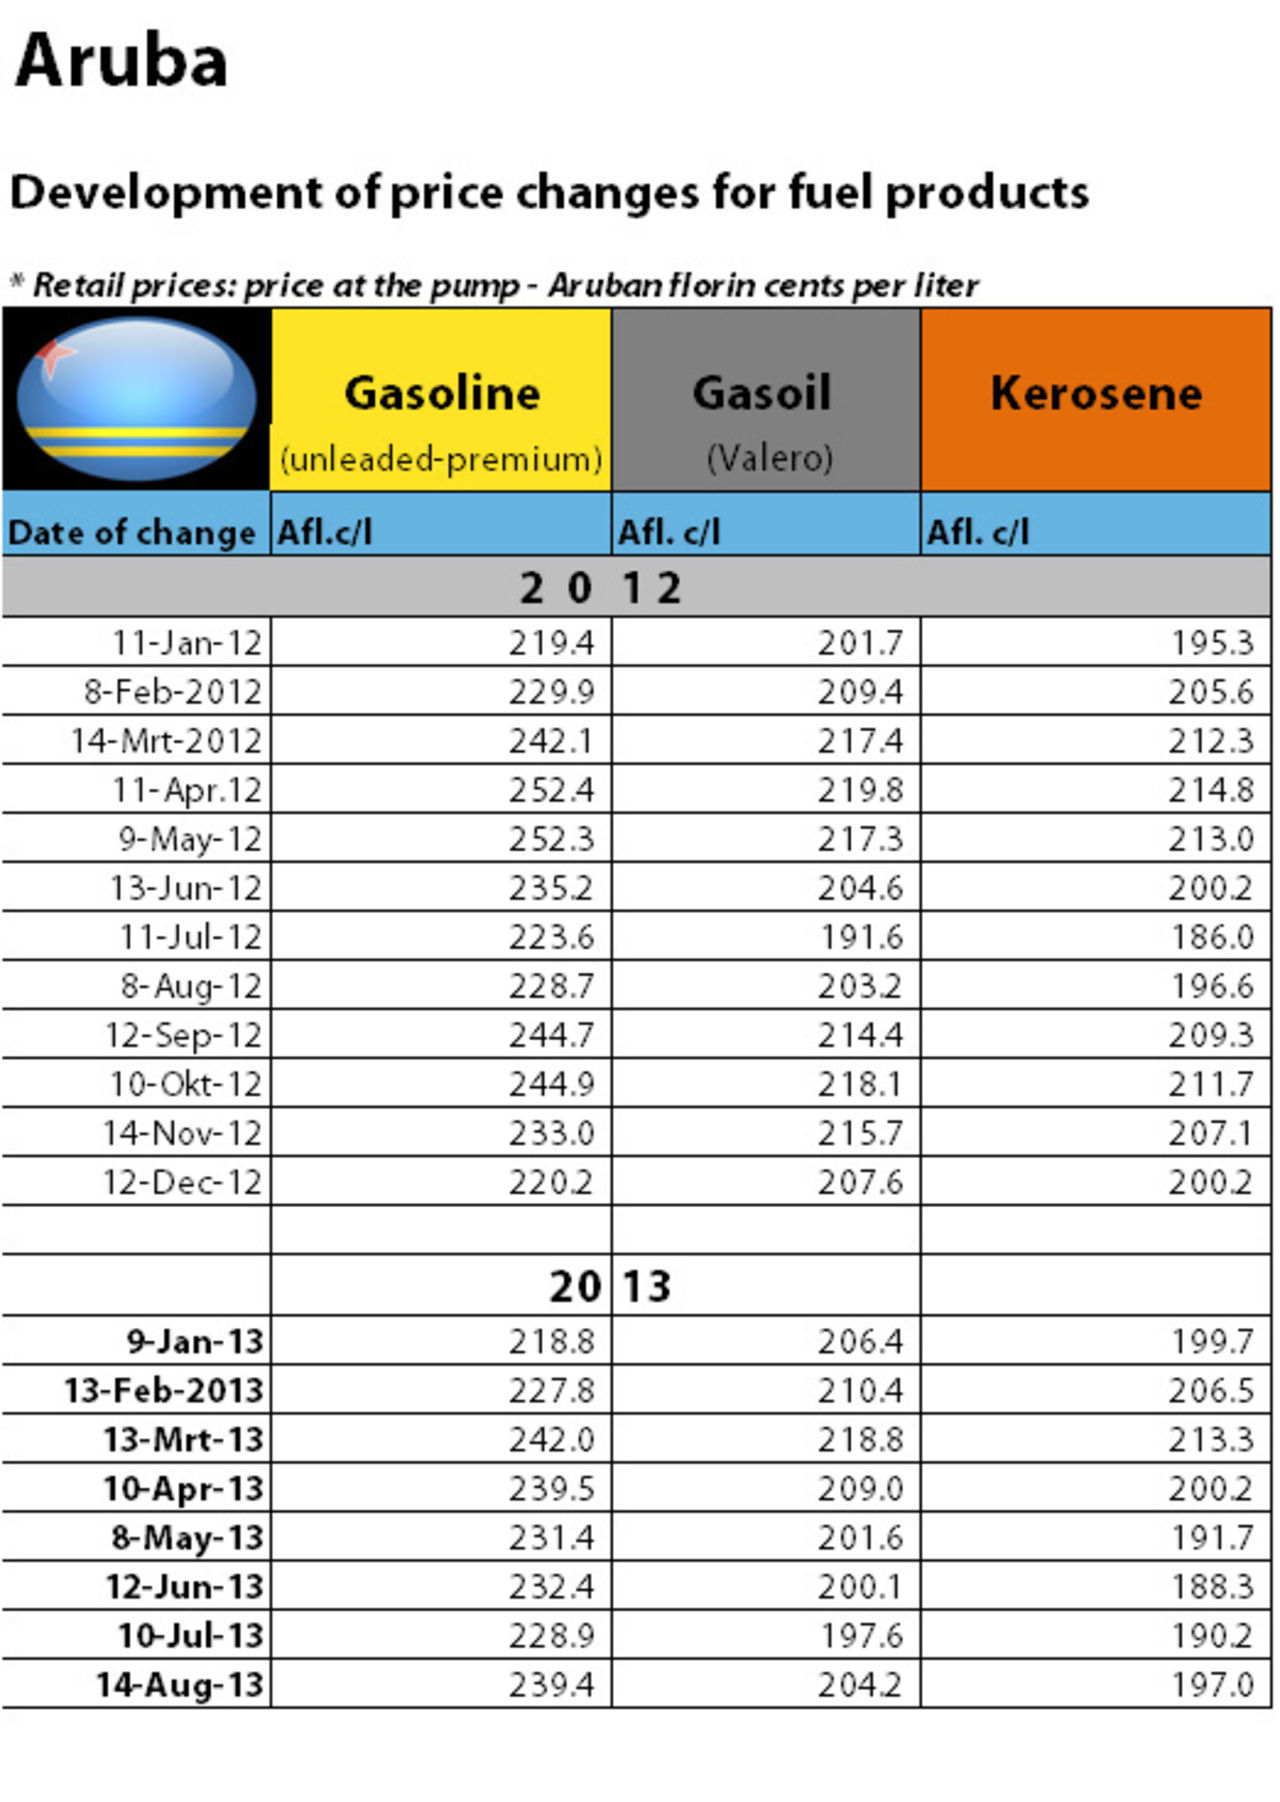 Aruba
Development of price changes for fuel products
* Retail prices: price at the pump - Aruban florin cents per liter
Gasoline Gasoil Kerosene
(unleaded-premium) (Valero)
Date of change Afl.c/l Afl. c/l Afl. c/l
2 0 1 2
11-Jan-12 219.4 201.7 195.3
8-Feb-2012 229.9 209.4 205.6
14-Mrt-2012 242.1 217.4 212.3
11-Apr.12 252.4 219.8 214.8
9-May-12 252.3 217.3 213.0
13-Jun-12 235.2 204.6 200.2
11-Jul-12 223.6 191.6 186.0
8-Aug-12 228.7 203.2 196.6
12-Sep-12 244.7 214.4 209.3
10-Okt-12 244.9 218.1 211.7
14-Nov-12 233.0 215.7 207.1
12-Dec-12 220.2 207.6 200.2
20 13
9-Jan-13 218.8 206.4 199.7
13-Feb-2013 227.8 210.4 206.5
13-Mrt-13 242.0 218.8 213.3
10-Apr-13 239.5 209.0 200.2
8-May-13 231.4 201.6 191.7
12-Jun-13 232.4 200.1 188.3
10-Jul-13 228.9 197.6 190.2
14-Aug-13 239.4 204.2 197.0